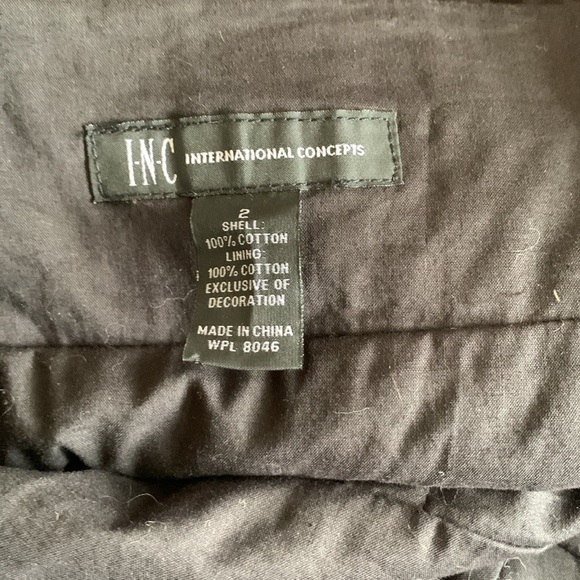 I·N·C INTERNATIONAL CONCEPTS
2
SHELL:
100% COTTON
LINING:
100% COTTON
EXCLUSIVE OF
DECORATION
MADE IN CHINA
WPL 8046